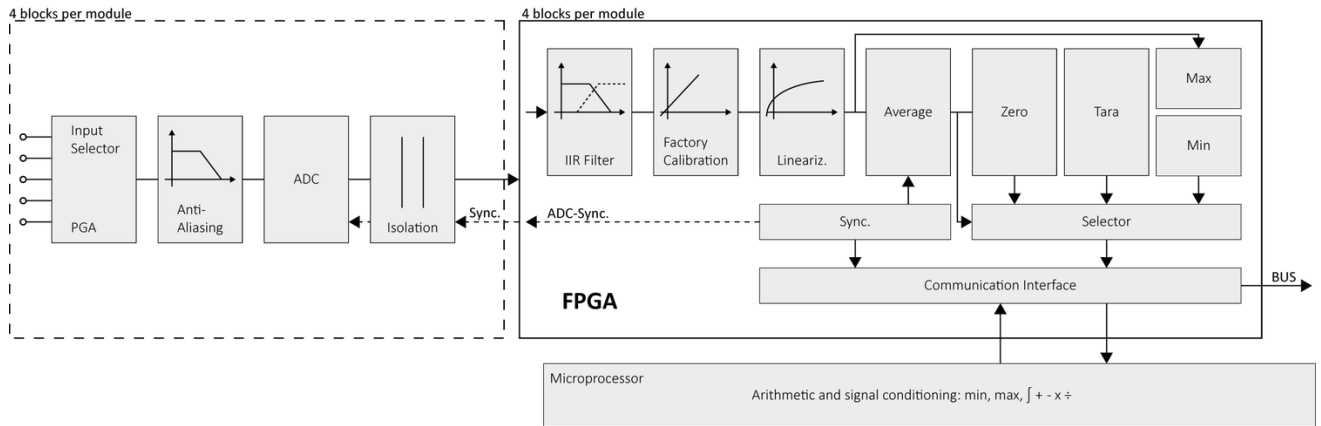 4 blocks per module
Input
Selector
PGA
Anti-
Aliasing
ADC
Isolation
Sync.
4 blocks per module
IIR Filter
Factory
Calibration
Lineariz.
Average
Zero
Tara
Max
Min
ADC-Sync.
Sync.
Selector
Communication Interface
BUS
FPGA
Microprocessor
Arithmetic and signal conditioning: min, max, ∫ + - x ÷